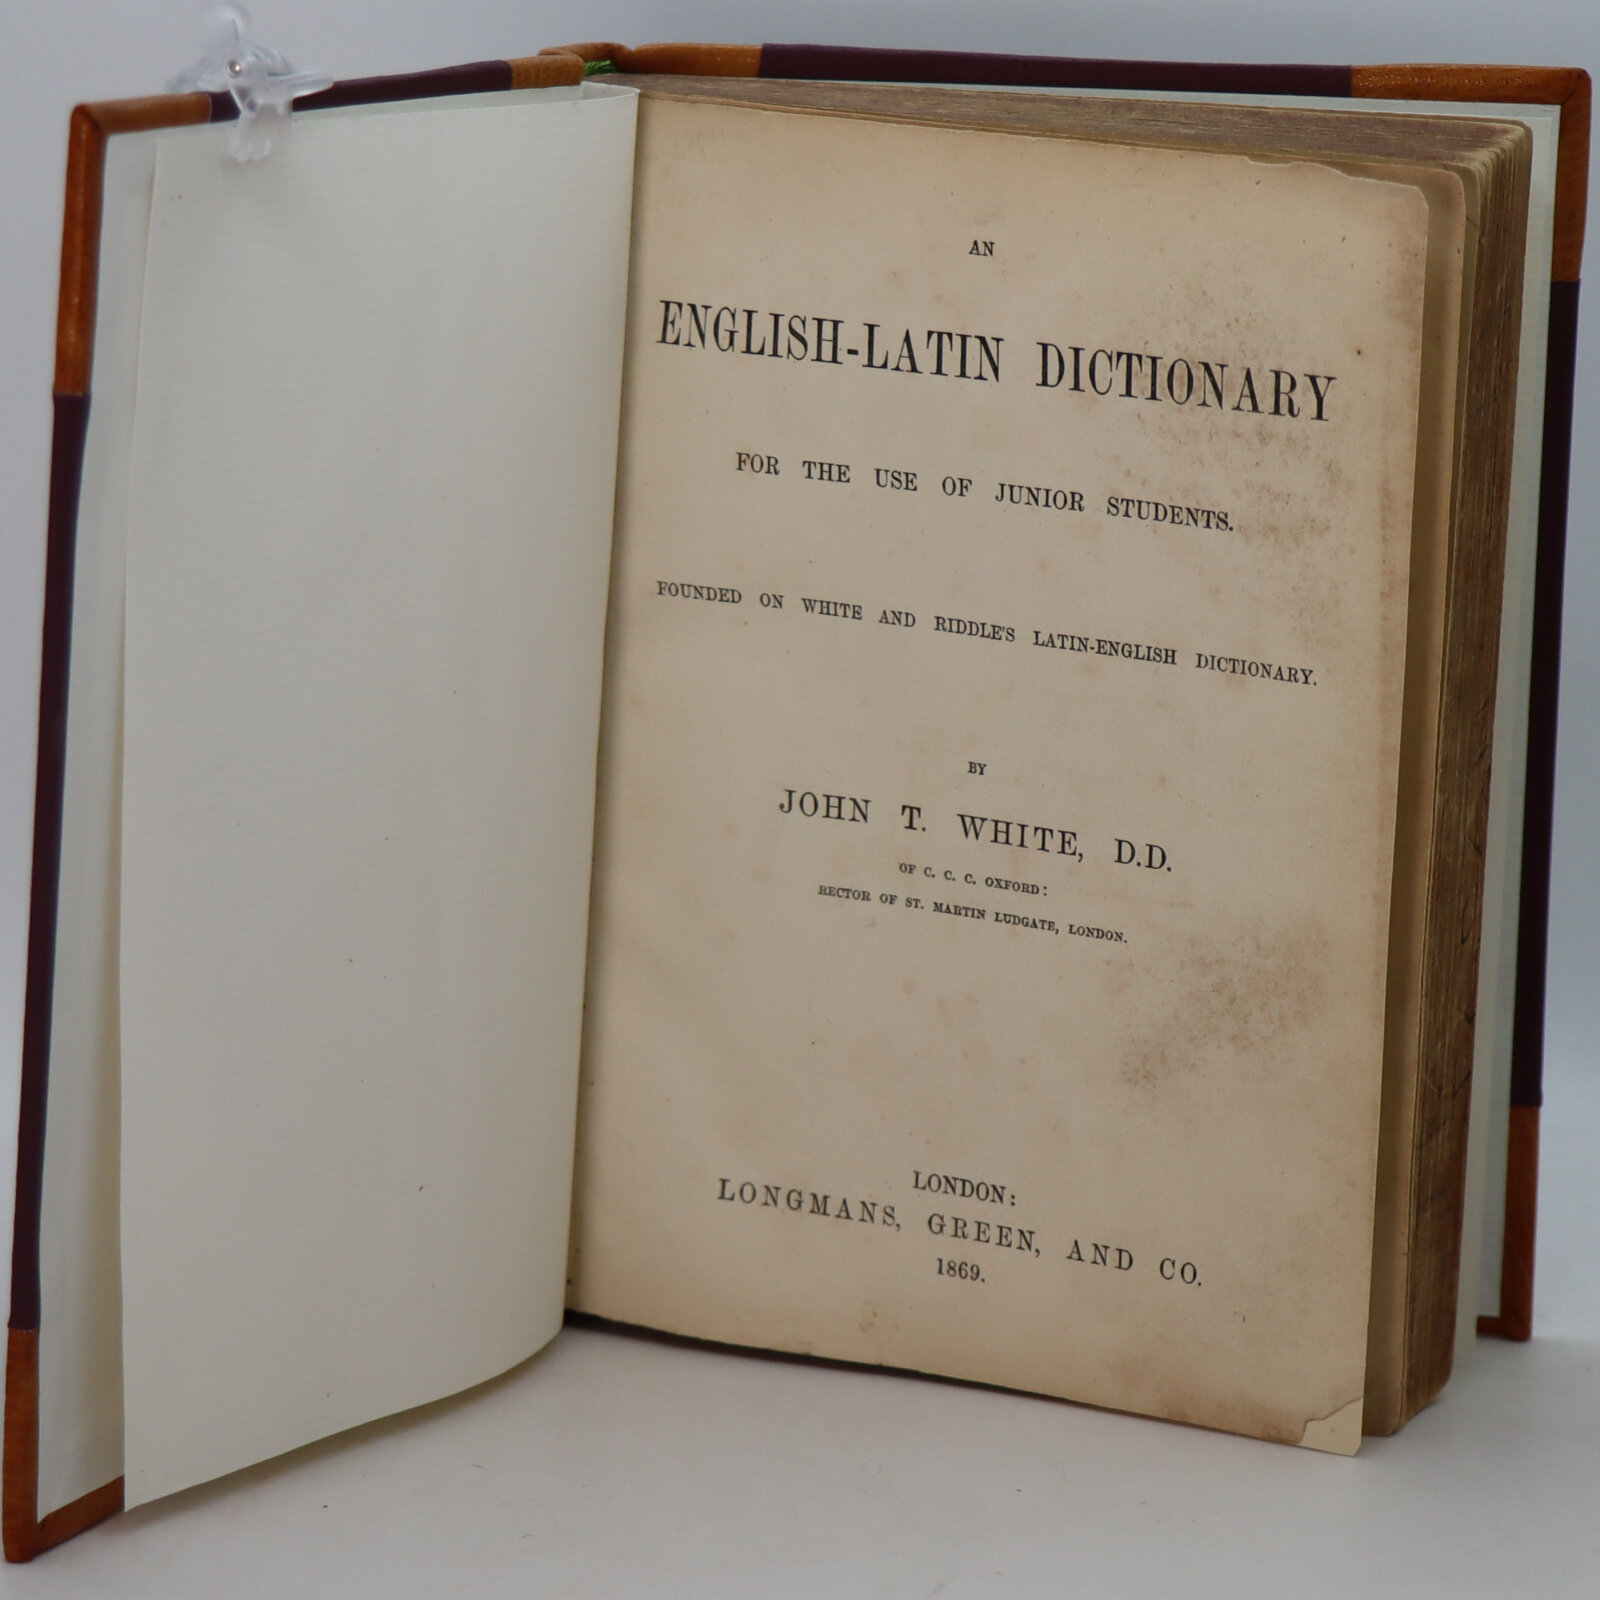 AN
ENGLISH-LATIN DICTIONARY
FOR THE USE OF JUNIOR STUDENTS.
FOUNDED ON WHITE AND RIDDLE'S LATIN-ENGLISH DICTIONARY.
BY
JOHN T. WHITE, D.D.
OF C. C. C. OXFORD:
RECTOR OF ST. MARTIN LUDGATE, LONDON.
LONDON:
LONGMANS, GREEN, AND CO.
1869.